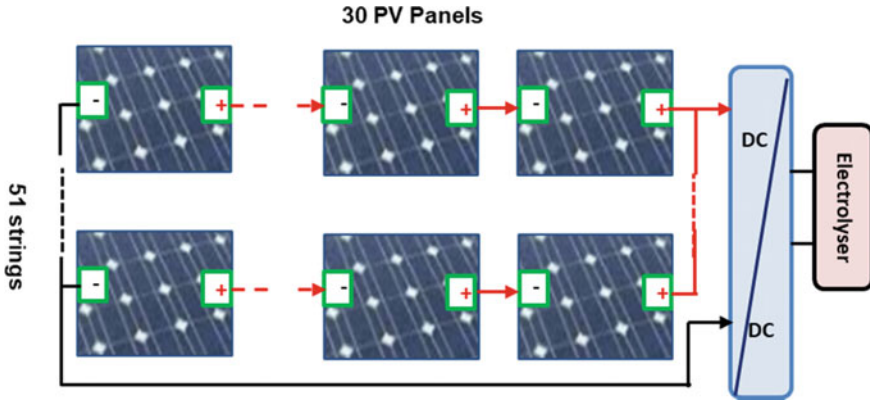 30 PV Panels
- + - + - +
DC
51 strings
Electrolyser
- + - + - +
DC